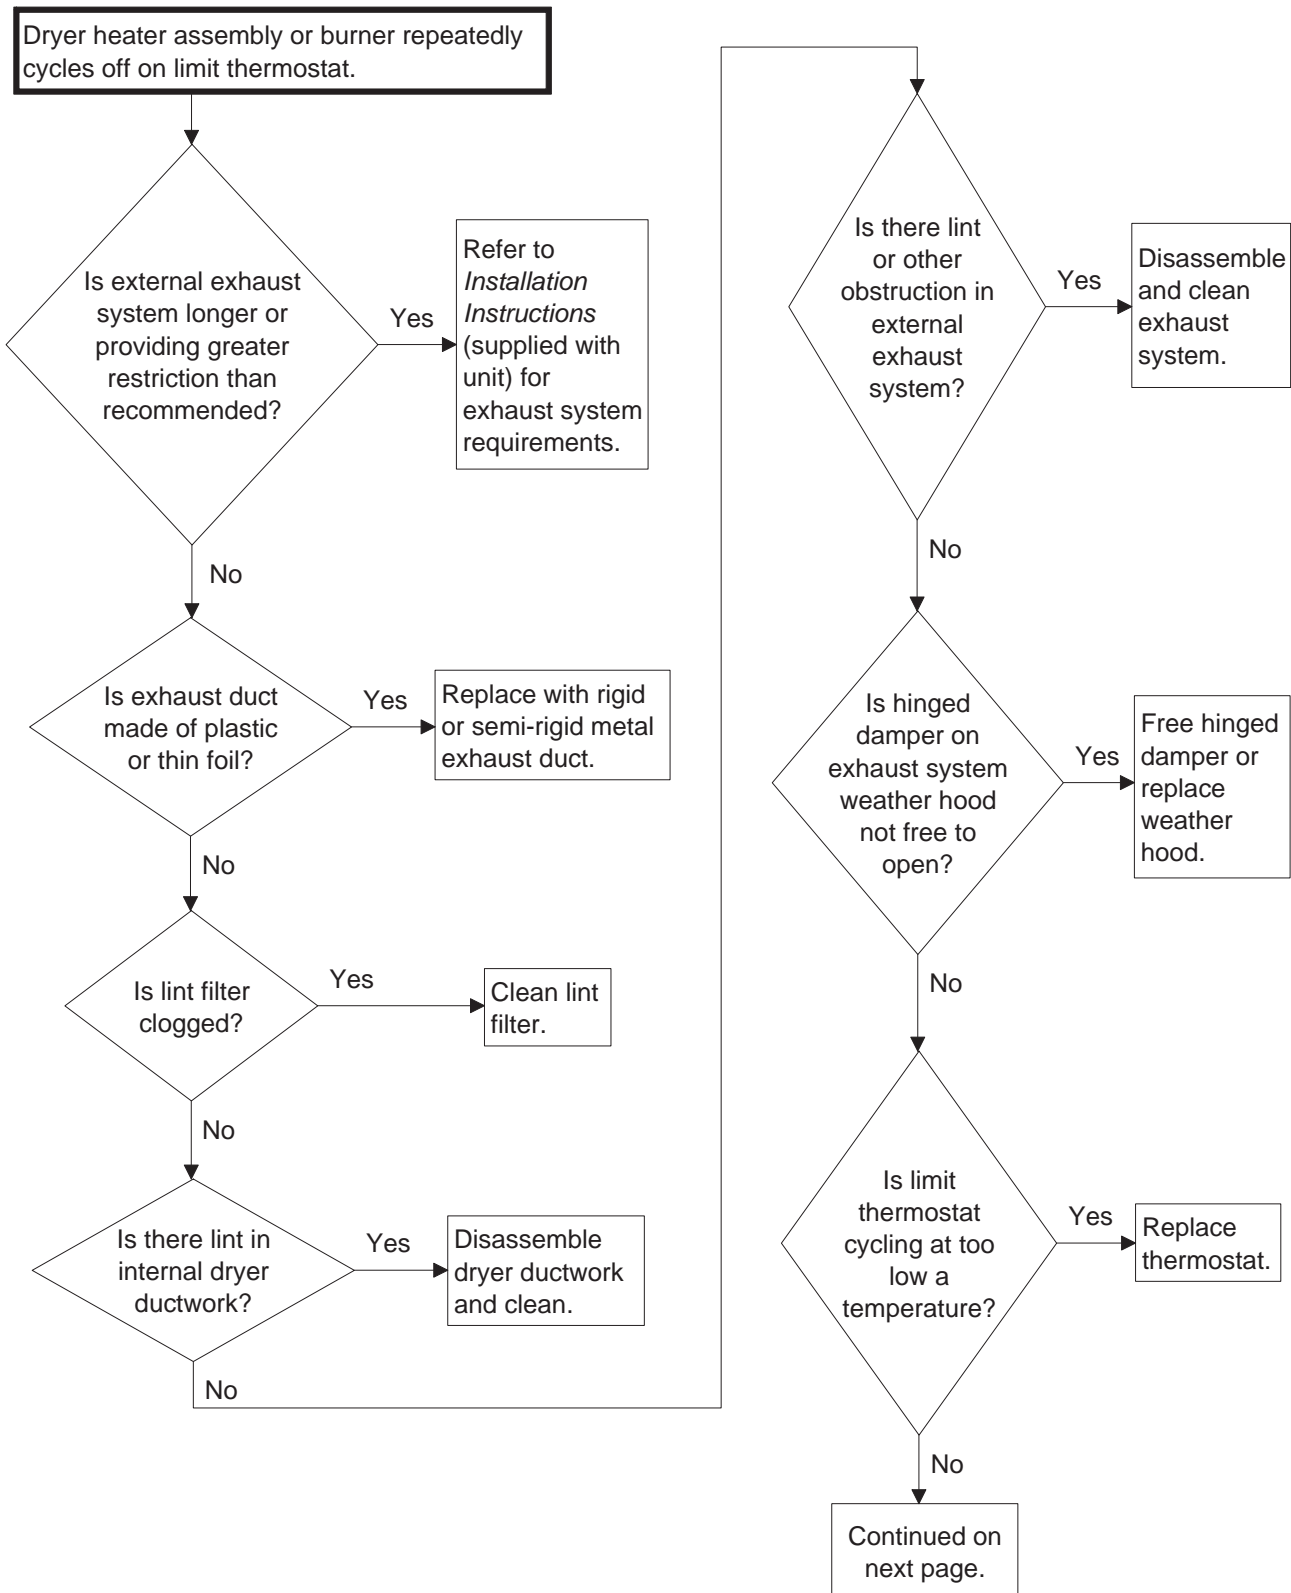 Dryer heater assembly or burner repeatedly
cycles off on limit thermostat.
Is external exhaust
system longer or
providing greater
restriction than
recommended?
Yes
Refer to
Installation
Instructions
(supplied with
unit) for
exhaust system
requirements.
No
Is exhaust duct
made of plastic
or thin foil?
Yes
Replace with rigid
or semi-rigid metal
exhaust duct.
No
Is lint filter
clogged?
Yes
Clean lint
filter.
No
Is there lint in
internal dryer
ductwork?
Yes
Disassemble
dryer ductwork
and clean.
No
Is there lint
or other
obstruction in
external
exhaust
system?
Yes
Disassemble
and clean
exhaust
system.
No
Is hinged
damper on
exhaust system
weather hood
not free to
open?
Yes
Free hinged
damper or
replace
weather
hood.
No
Is limit
thermostat
cycling at too
low a
temperature?
Yes
Replace
thermostat.
No
Continued on
next page.